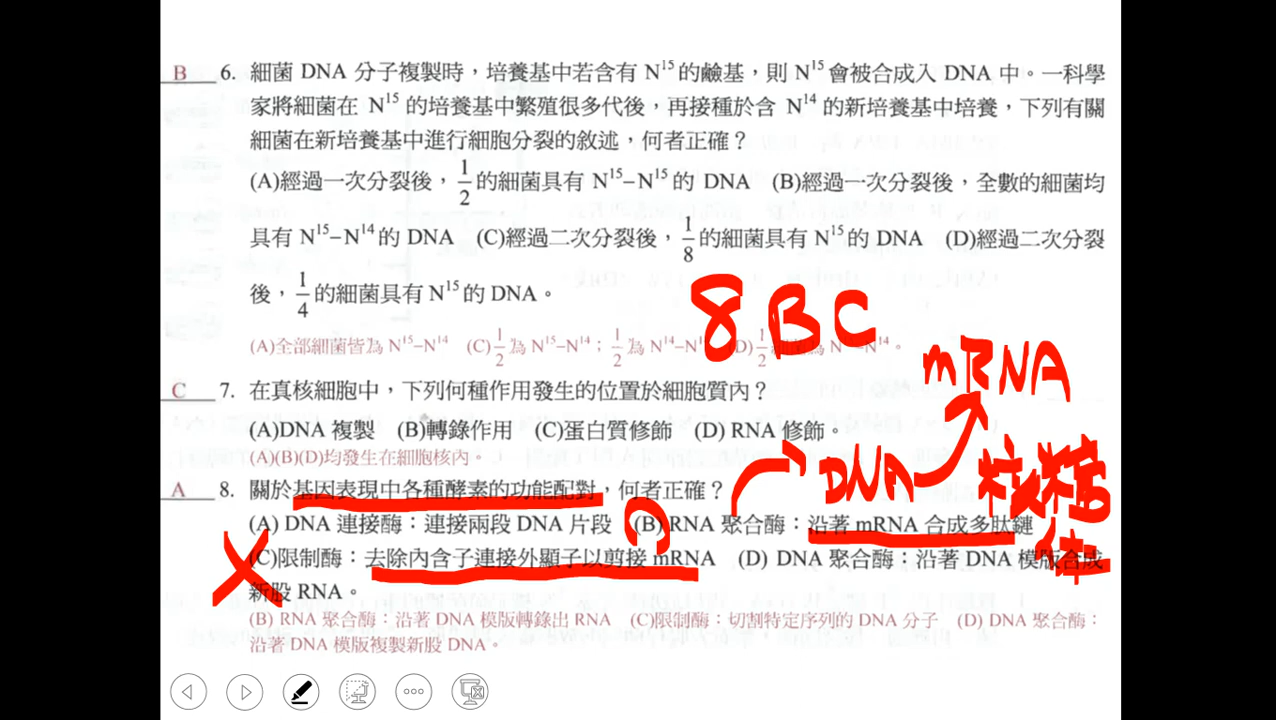 B 6. 細菌 DNA 分子複製時，培養基中若含有 N¹⁵ 的鹼基，則 N¹⁵ 會被合成入 DNA 中。一科學
家將細菌在 N¹⁵ 的培養基中繁殖很多代後，再接種於含 N¹⁴ 的新培養基中培養，下列有關
細菌在新培養基中進行細胞分裂的敘述，何者正確？
(A)經過一次分裂後，1/2 的細菌具有 N¹⁵–N¹⁵ 的 DNA (B)經過一次分裂後，全數的細菌均
具有 N¹⁵–N¹⁴ 的 DNA (C)經過二次分裂後，1/8 的細菌具有 N¹⁵ 的 DNA (D)經過二次分裂
後，1/4 的細菌具有 N¹⁵ 的 DNA。
8 B C
(A)全部細菌皆為 N¹⁵–N¹⁴ (C) 1/2 為 N¹⁵–N¹⁴；1/2 為 N¹⁴–N (D) 1/2 為 N N¹⁴。
mRNA
C 7. 在真核細胞中，下列何種作用發生的位置於細胞質內？
(A)DNA 複製 (B)轉錄作用 (C)蛋白質修飾 (D) RNA 修飾。
(A)(B)(D)均發生在細胞核內。
DNA 核糖体
A 8. 關於基因表現中各種酵素的功能配對，何者正確？
(A) DNA 連接酶：連接兩段 DNA 片段 (B) RNA 聚合酶：沿著 mRNA 合成多肽鏈
(C)限制酶：去除內含子連接外顯子以剪接 mRNA (D) DNA 聚合酶：沿著 DNA 模版合成
新股 RNA。
(B) RNA 聚合酶：沿著 DNA 模版轉錄出 RNA (C)限制酶：切割特定序列的 DNA 分子 (D) DNA 聚合酶：
沿著 DNA 模版複製新股 DNA。